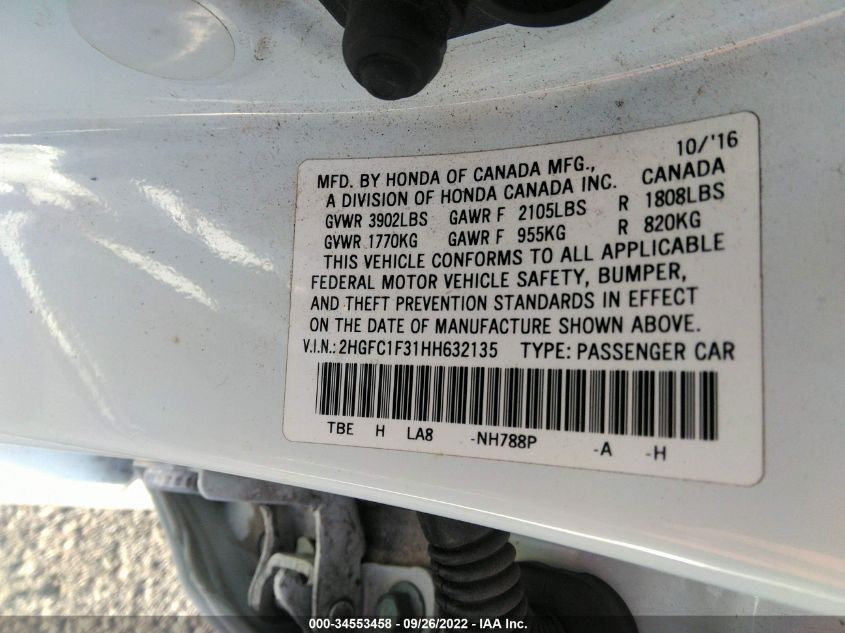 10/'16
MFD. BY HONDA OF CANADA MFG., CANADA
A DIVISION OF HONDA CANADA INC.
GVWR 3902LBS GAWR F 2105LBS R 1808LBS
GVWR 1770KG GAWR F 955KG R 820KG
THIS VEHICLE CONFORMS TO ALL APPLICABLE
FEDERAL MOTOR VEHICLE SAFETY, BUMPER,
AND THEFT PREVENTION STANDARDS IN EFFECT
ON THE DATE OF MANUFACTURE SHOWN ABOVE.
V.I.N.: 2HGFC1F31HH632135 TYPE: PASSENGER CAR
TBE H LA8 -NH788P -A -H
000-34553458 - 09/26/2022 - IAA Inc.